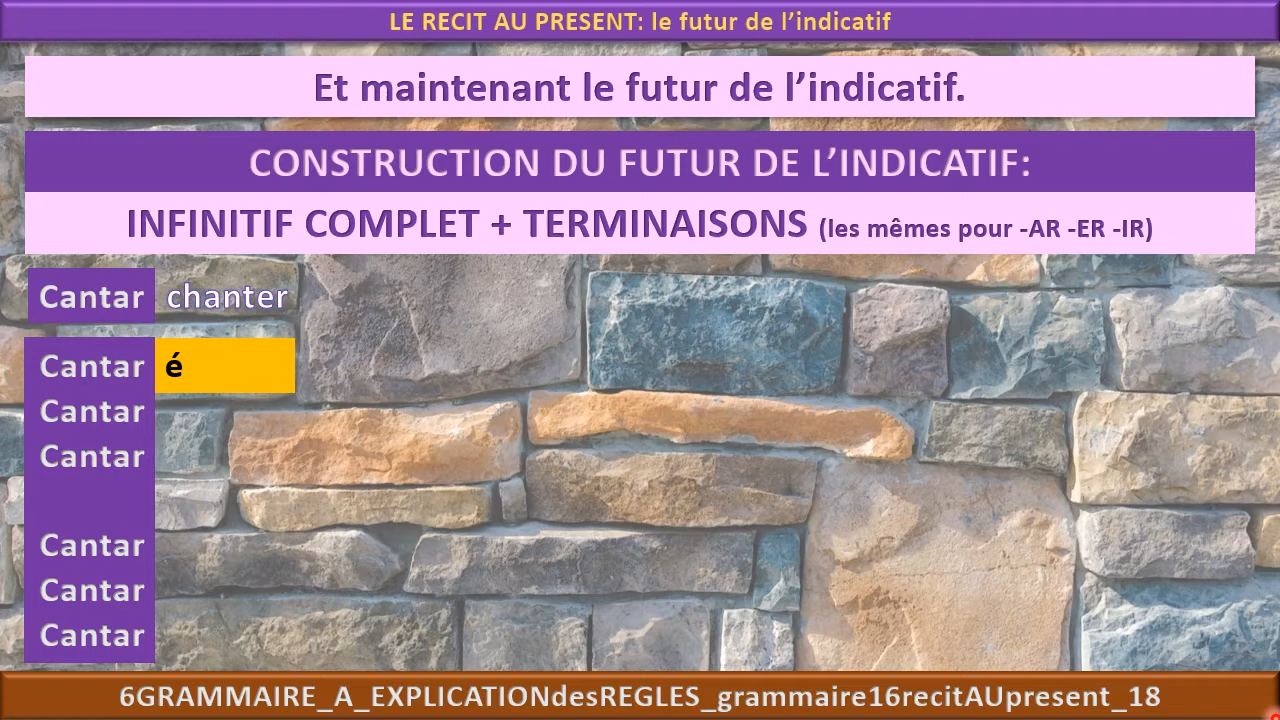 LE RECIT AU PRESENT: le futur de l’indicatif
Et maintenant le futur de l’indicatif.
CONSTRUCTION DU FUTUR DE L’INDICATIF:
INFINITIF COMPLET + TERMINAISONS (les mêmes pour -AR -ER -IR)
Cantar chanter
Cantar é
Cantar
Cantar
Cantar
Cantar
Cantar
6GRAMMAIRE_A_EXPLICATIONdesREGLES_grammaire16recitAUpresent_18